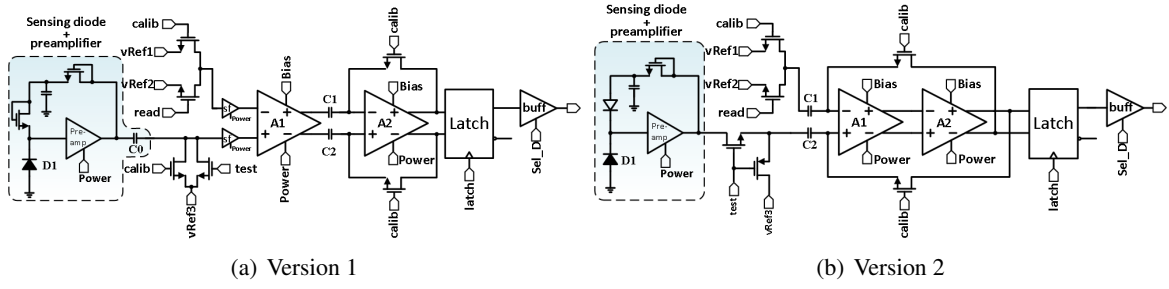 Sensing diode
+
preamplifier
calib
vRef1
vRef2
read
Pre-
amp
D1
Power
C0
calib
test
vRef3
sf
Power
sf
Power
Bias
A1
Power
C1
C2
calib
Bias
A2
Power
calib
Latch
latch
buff
Sel_D
(a) Version 1
Sensing diode
+
preamplifier
calib
vRef1
vRef2
read
Pre-
amp
D1
Power
test
vRef3
C1
C2
calib
Bias
A1
Power
Bias
A2
Power
calib
Latch
latch
buff
Sel_D
(b) Version 2